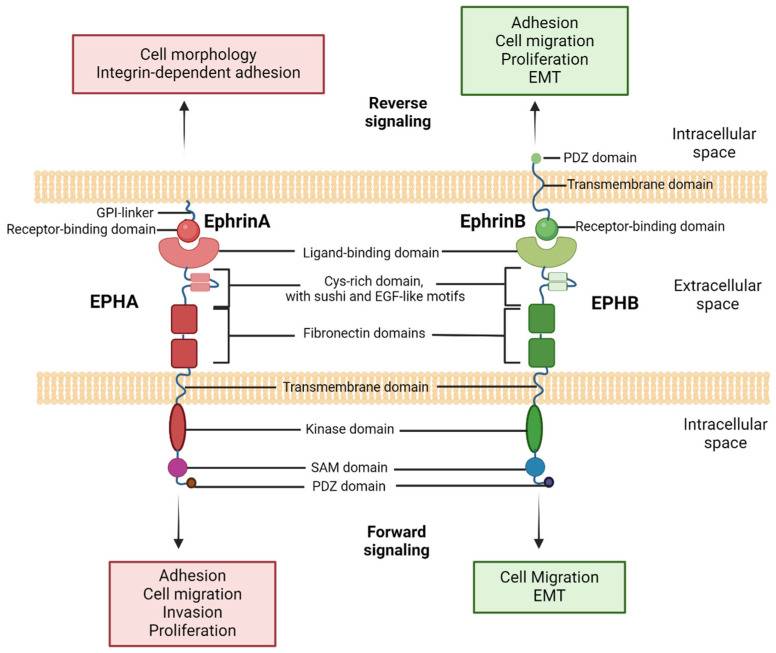 Cell morphology
Integrin-dependent adhesion
Adhesion
Cell migration
Proliferation
EMT
Reverse
signaling
Intracellular
space
PDZ domain
Transmembrane domain
GPI-linker
Receptor-binding domain
EphrinA
EphrinB
Receptor-binding domain
Ligand-binding domain
EPHA
Cys-rich domain,
with sushi and EGF-like motifs
EPHB
Extracellular
space
Fibronectin domains
Transmembrane domain
Kinase domain
Intracellular
space
SAM domain
PDZ domain
Forward
signaling
Adhesion
Cell migration
Invasion
Proliferation
Cell Migration
EMT